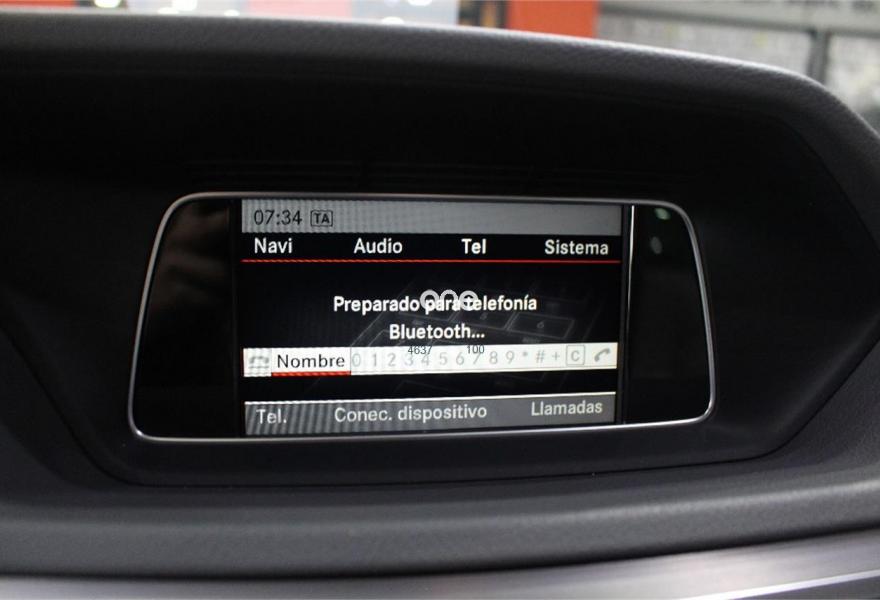 07:34 TA
Navi Audio Tel Sistema
Preparado para telefonía
one
Bluetooth...
4637 100
Nombre 0 1 2 3 4 5 6 7 8 9 * # + C
Tel. Conec. dispositivo Llamadas